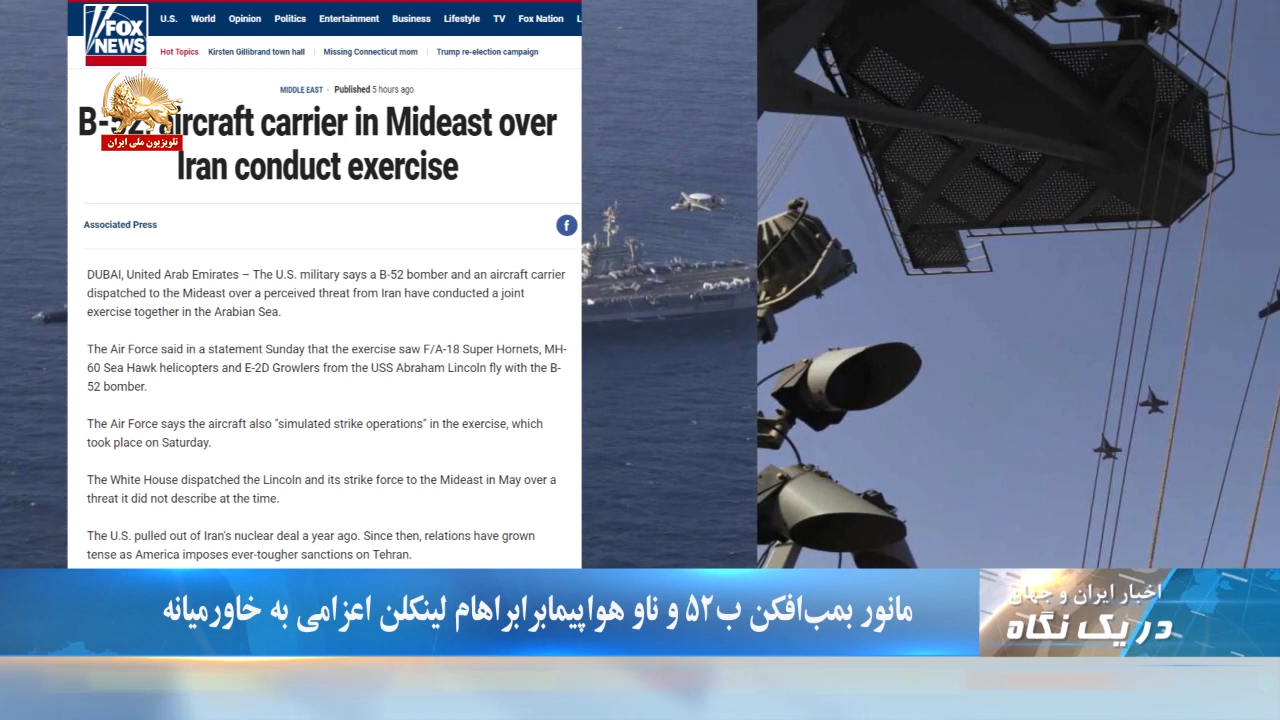 FOX
NEWS
U.S. World Opinion Politics Entertainment Business Lifestyle TV Fox Nation L
Hot Topics Kirsten Gillibrand town hall Missing Connecticut mom Trump re-election campaign
MIDDLE EAST · Published 5 hours ago
B-52, aircraft carrier in Mideast over
Iran conduct exercise
تلویزیون ملی ایران
Associated Press
f
DUBAI, United Arab Emirates – The U.S. military says a B-52 bomber and an aircraft carrier
dispatched to the Mideast over a perceived threat from Iran have conducted a joint
exercise together in the Arabian Sea.
The Air Force said in a statement Sunday that the exercise saw F/A-18 Super Hornets, MH-
60 Sea Hawk helicopters and E-2D Growlers from the USS Abraham Lincoln fly with the B-
52 bomber.
The Air Force says the aircraft also "simulated strike operations" in the exercise, which
took place on Saturday.
The White House dispatched the Lincoln and its strike force to the Mideast in May over a
threat it did not describe at the time.
The U.S. pulled out of Iran's nuclear deal a year ago. Since then, relations have grown
tense as America imposes ever-tougher sanctions on Tehran.
مانور بمب‌افکن ب۵۲ و ناو هواپیمابرابراهام لینکلن اعزامی به خاورمیانه
اخبار ایران و جهان
در یک نگاه